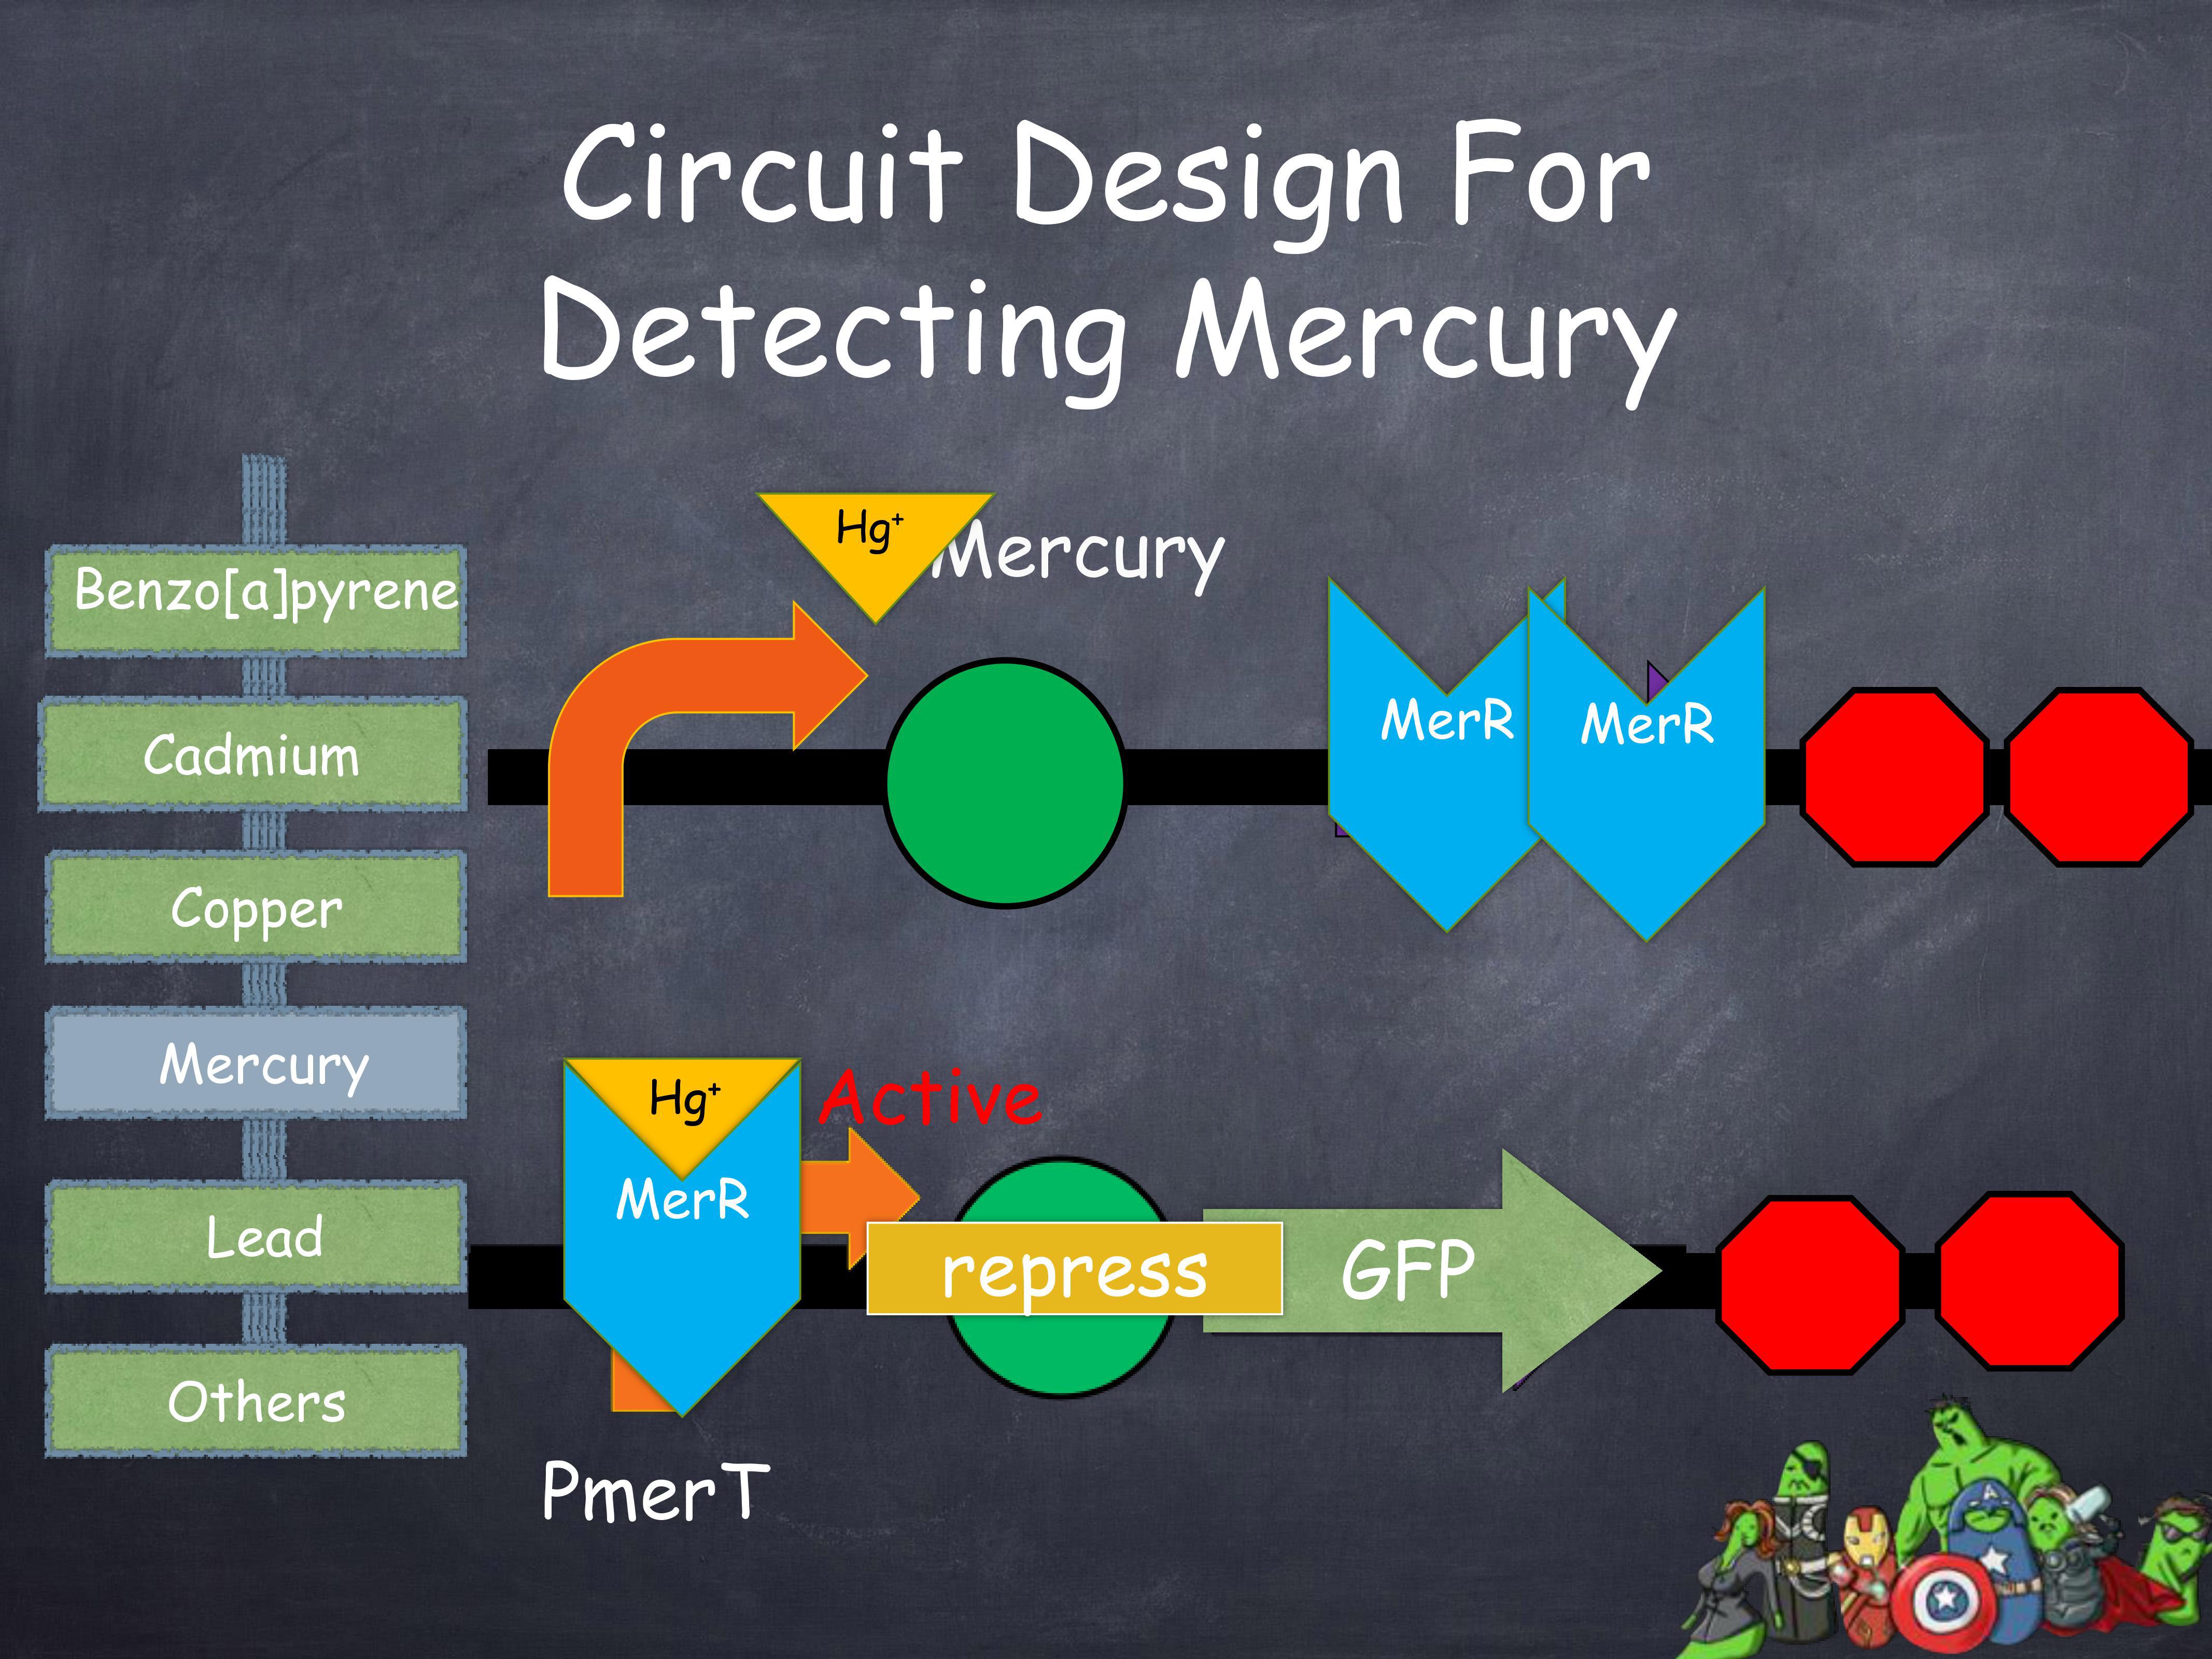 Circuit Design For
Detecting Mercury
Hg⁺
Mercury
Benzo[a]pyrene
Cadmium
Copper
Mercury
Lead
Others
MerR
MerR
Hg⁺
MerR
Active
repress
GFP
PmerT
A